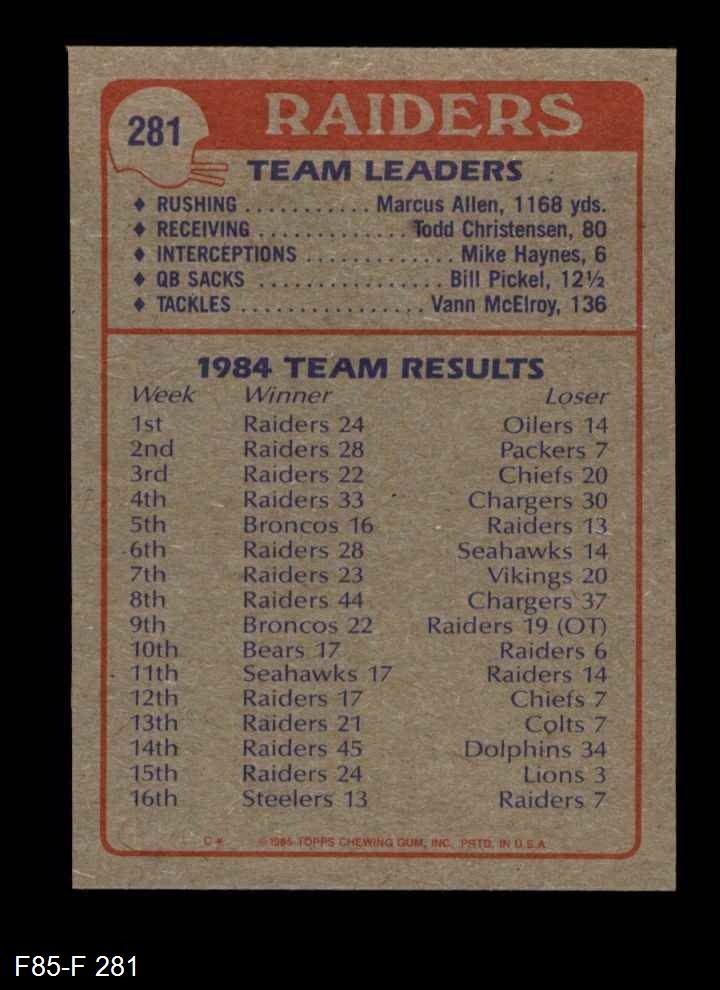 281
RAIDERS
TEAM LEADERS
♦ RUSHING ........... Marcus Allen, 1168 yds.
♦ RECEIVING .............. Todd Christensen, 80
♦ INTERCEPTIONS ............. Mike Haynes, 6
♦ QB SACKS ................ Bill Pickel, 12½
♦ TACKLES ................. Vann McElroy, 136
1984 TEAM RESULTS
Week Winner Loser
1st Raiders 24 Oilers 14
2nd Raiders 28 Packers 7
3rd Raiders 22 Chiefs 20
4th Raiders 33 Chargers 30
5th Broncos 16 Raiders 13
6th Raiders 28 Seahawks 14
7th Raiders 23 Vikings 20
8th Raiders 44 Chargers 37
9th Broncos 22 Raiders 19 (OT)
10th Bears 17 Raiders 6
11th Seahawks 17 Raiders 14
12th Raiders 17 Chiefs 7
13th Raiders 21 Colts 7
14th Raiders 45 Dolphins 34
15th Raiders 24 Lions 3
16th Steelers 13 Raiders 7
C* © 1985 TOPPS CHEWING GUM, INC. PRTD. IN U.S.A
F85-F 281